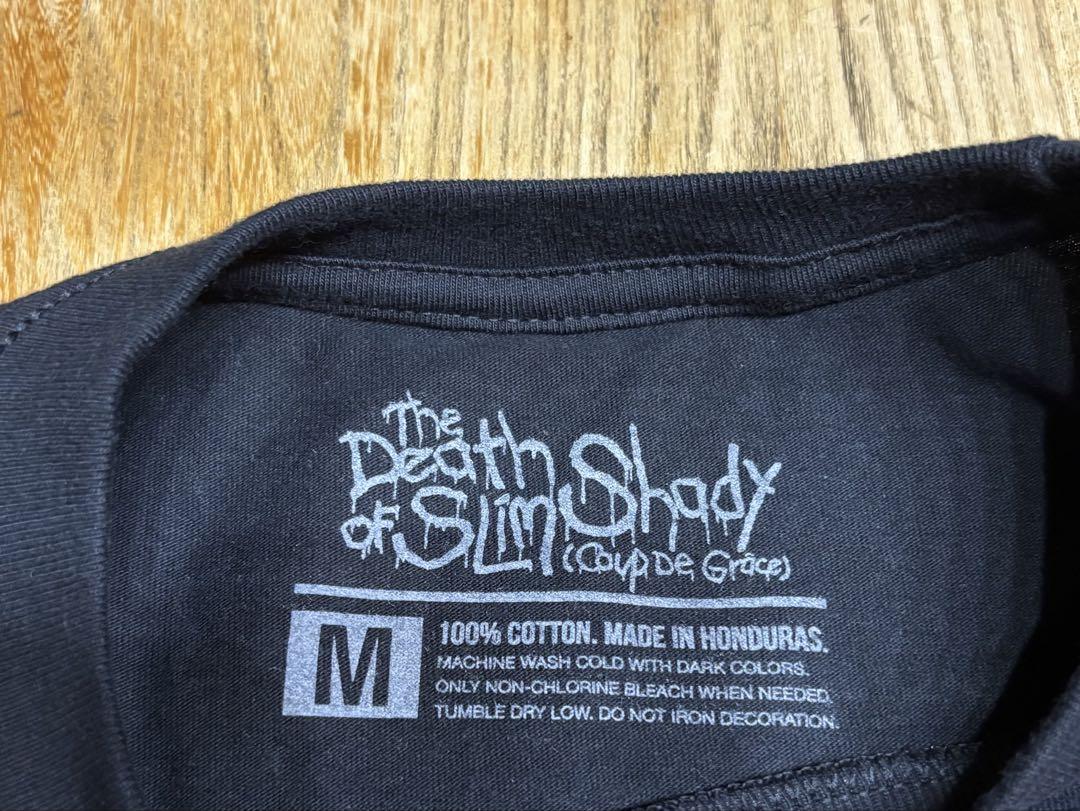 The
Death
of Slim Shady
(Coup De Grâce)
M
100% COTTON. MADE IN HONDURAS.
MACHINE WASH COLD WITH DARK COLORS.
ONLY NON-CHLORINE BLEACH WHEN NEEDED.
TUMBLE DRY LOW. DO NOT IRON DECORATION.